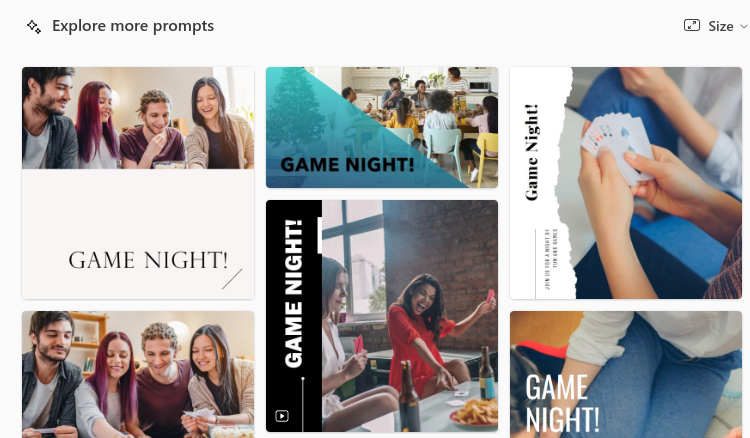 Explore more prompts
Size
GAME NIGHT!
GAME NIGHT!
Game Night!
JOIN US FOR A NIGHT OF
FUN AND GAMES
GAME NIGHT!
GAME
NIGHT!